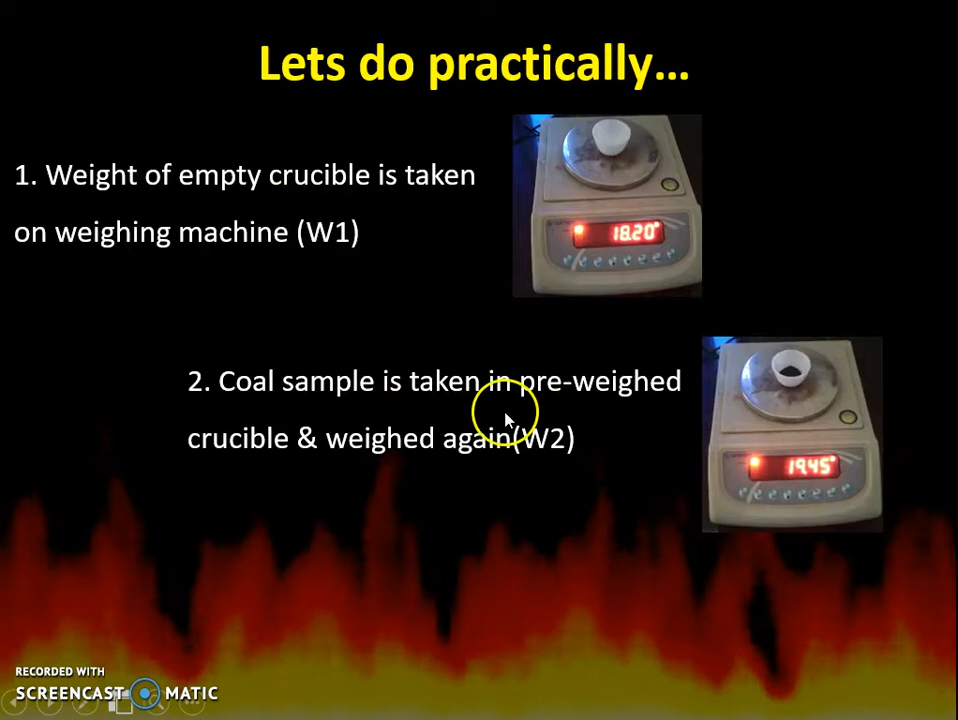 Lets do practically...
1. Weight of empty crucible is taken
on weighing machine (W1)
18.20
2. Coal sample is taken in pre-weighed
crucible & weighed again(W2)
19.45
RECORDED WITH
SCREENCAST MATIC